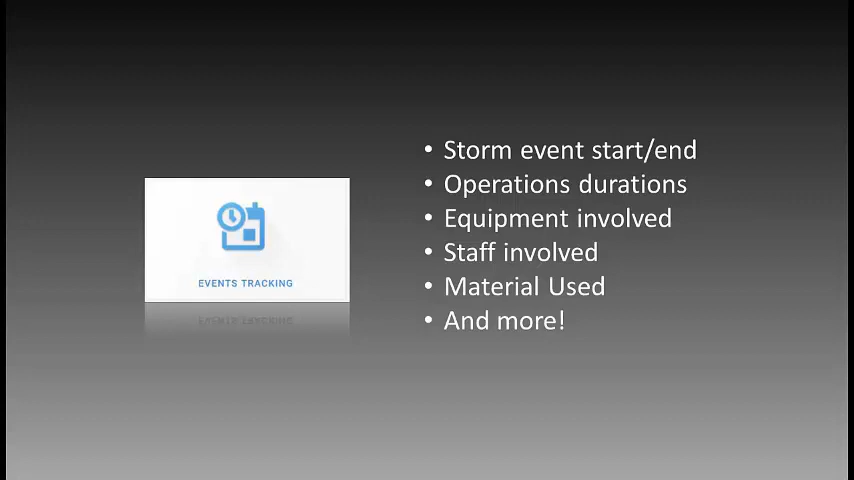 EVENTS TRACKING
• Storm event start/end
• Operations durations
• Equipment involved
• Staff involved
• Material Used
• And more!